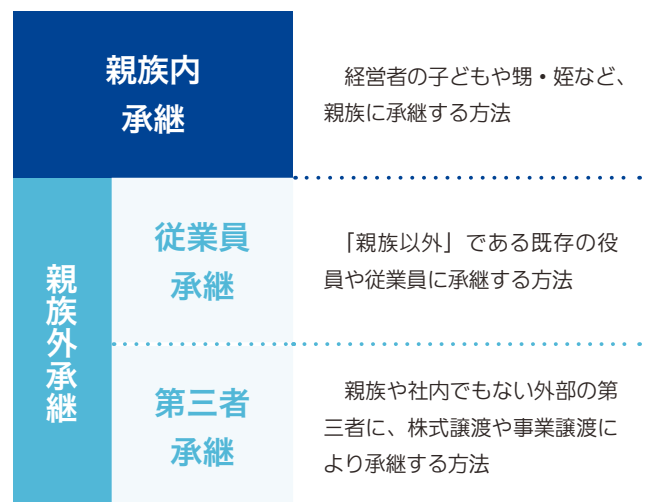 親族内
承継
経営者の子どもや甥・姪など、
親族に承継する方法
親族外承継
従業員
承継
「親族以外」である既存の役
員や従業員に承継する方法
第三者
承継
親族や社内でもない外部の第
三者に、株式譲渡や事業譲渡に
より承継する方法